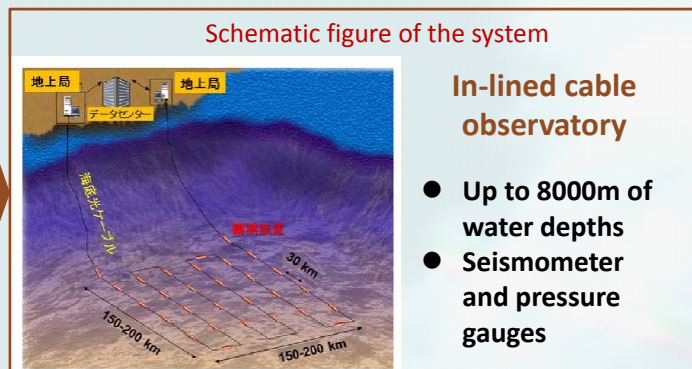 Schematic figure of the system
地上局
地上局
データセンター
海底光ケーブル
観測装置
30 km
150-200 km
150-200 km
In-lined cable
observatory
● Up to 8000m of
water depths
● Seismometer
and pressure
gauges